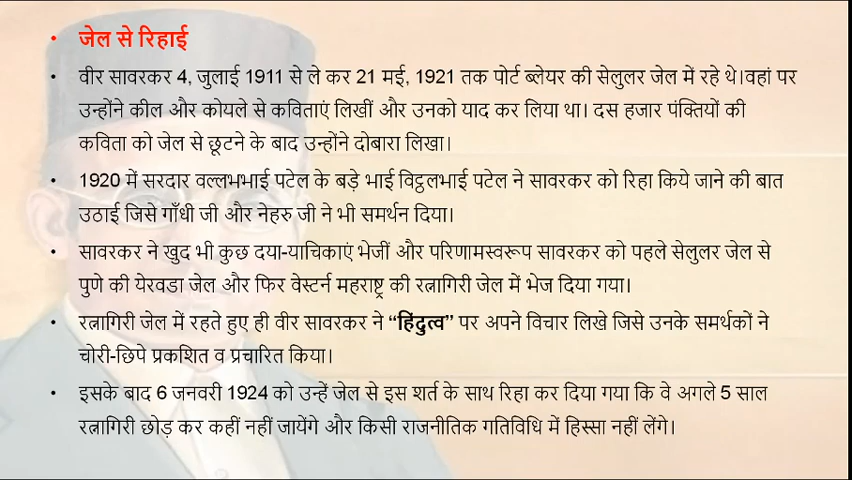 • जेल से रिहाई
• वीर सावरकर 4, जुलाई 1911 से ले कर 21 मई, 1921 तक पोर्ट ब्लेयर की सेलुलर जेल में रहे थे।वहां पर
उन्होंने कील और कोयले से कविताएं लिखीं और उनको याद कर लिया था। दस हजार पंक्तियों की
कविता को जेल से छूटने के बाद उन्होंने दोबारा लिखा।
• 1920 में सरदार वल्लभभाई पटेल के बड़े भाई विट्ठलभाई पटेल ने सावरकर को रिहा किये जाने की बात
उठाई जिसे गाँधी जी और नेहरु जी ने भी समर्थन दिया।
• सावरकर ने खुद भी कुछ दया-याचिकाएं भेजीं और परिणामस्वरूप सावरकर को पहले सेलुलर जेल से
पुणे की येरवडा जेल और फिर वेस्टर्न महराष्ट्र की रत्नागिरी जेल में भेज दिया गया।
• रत्नागिरी जेल में रहते हुए ही वीर सावरकर ने “हिंदुत्व” पर अपने विचार लिखे जिसे उनके समर्थकों ने
चोरी-छिपे प्रकशित व प्रचारित किया।
• इसके बाद 6 जनवरी 1924 को उन्हें जेल से इस शर्त के साथ रिहा कर दिया गया कि वे अगले 5 साल
रत्नागिरी छोड़ कर कहीं नहीं जायेंगे और किसी राजनीतिक गतिविधि में हिस्सा नहीं लेंगे।